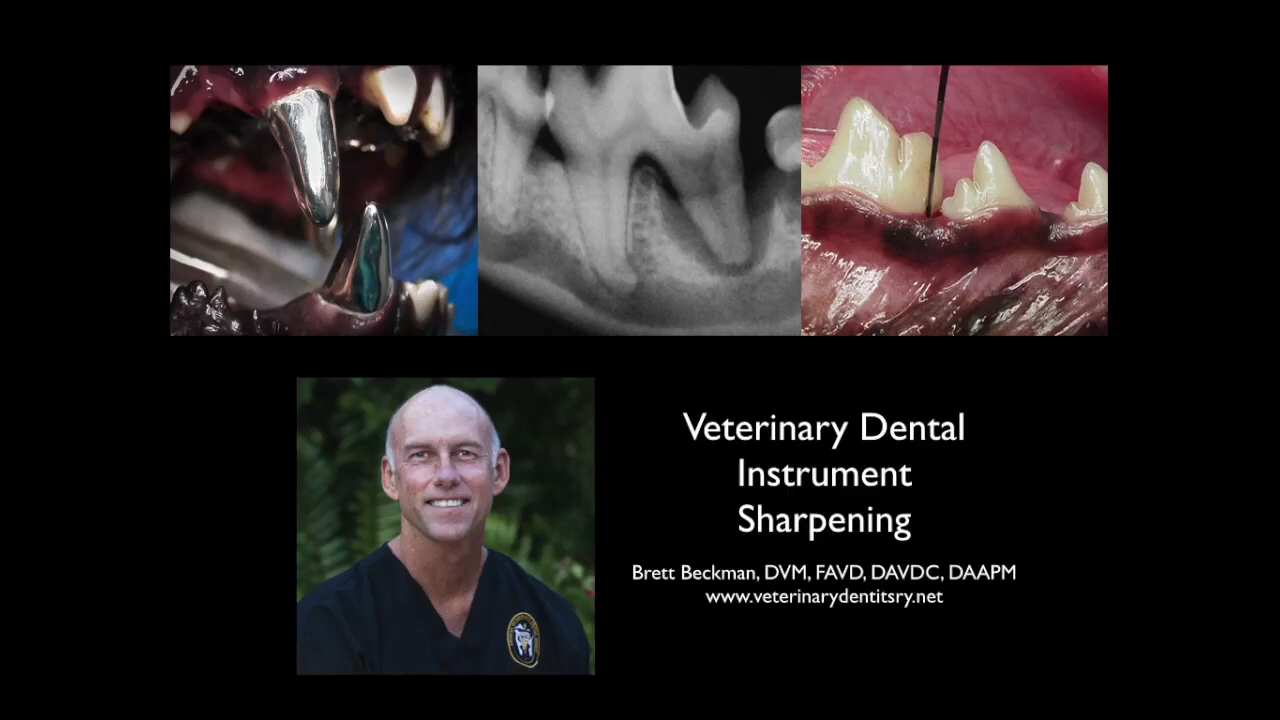 Veterinary Dental
Instrument
Sharpening
Brett Beckman, DVM, FAVD, DAVDC, DAAPM
www.veterinarydentitsry.net